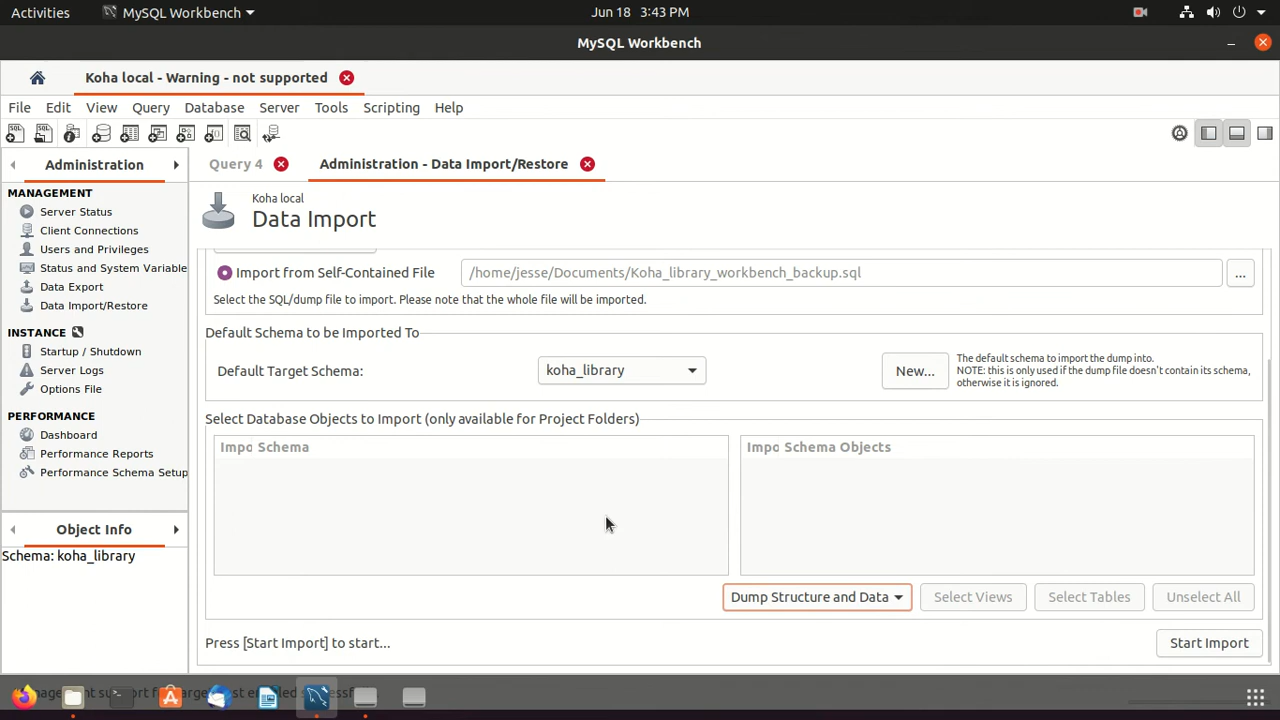 Activities
MySQL Workbench
Jun 18 3:43 PM
MySQL Workbench
Koha local - Warning - not supported
File Edit View Query Database Server Tools Scripting Help
Administration
Query 4
Administration - Data Import/Restore
MANAGEMENT
Server Status
Client Connections
Users and Privileges
Status and System Variable
Data Export
Data Import/Restore
INSTANCE
Startup / Shutdown
Server Logs
Options File
PERFORMANCE
Dashboard
Performance Reports
Performance Schema Setup
Object Info
Schema: koha_library
Koha local
Data Import
Import from Self-Contained File
/home/jesse/Documents/Koha_library_workbench_backup.sql
...
Select the SQL/dump file to import. Please note that the whole file will be imported.
Default Schema to be Imported To
Default Target Schema:
koha_library
New...
The default schema to import the dump into.
NOTE: this is only used if the dump file doesn't contain its schema,
otherwise it is ignored.
Select Database Objects to Import (only available for Project Folders)
Impo Schema
Impo Schema Objects
Dump Structure and Data
Select Views
Select Tables
Unselect All
Press [Start Import] to start...
Start Import